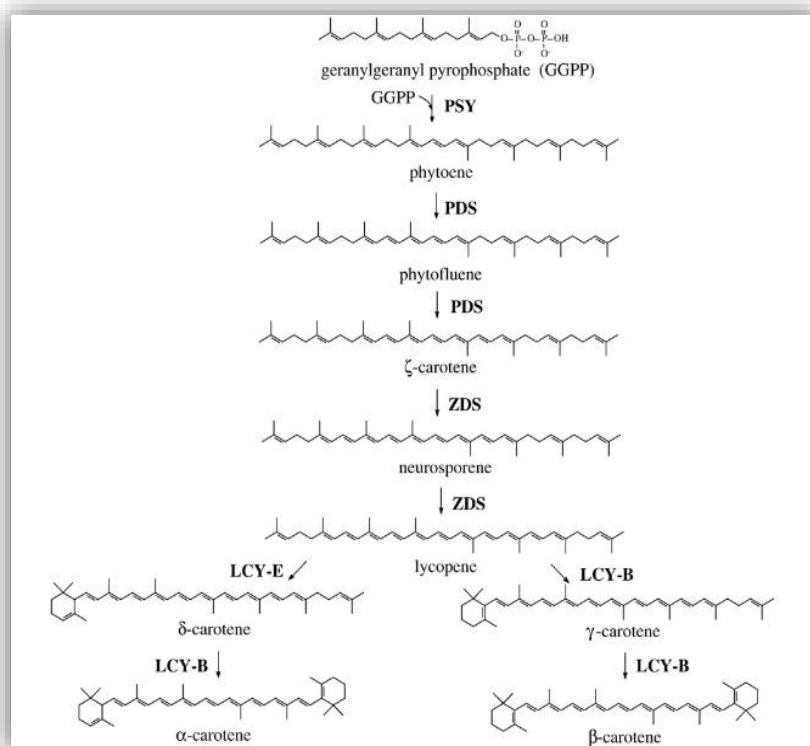 O O
O–P–O–P–OH
O⁻ O⁻
geranylgeranyl pyrophosphate (GGPP)
GGPP PSY
phytoene
PDS
phytofluene
PDS
ζ-carotene
ZDS
neurosporene
ZDS
lycopene
LCY-E
LCY-B
δ-carotene
γ-carotene
LCY-B
LCY-B
α-carotene
β-carotene